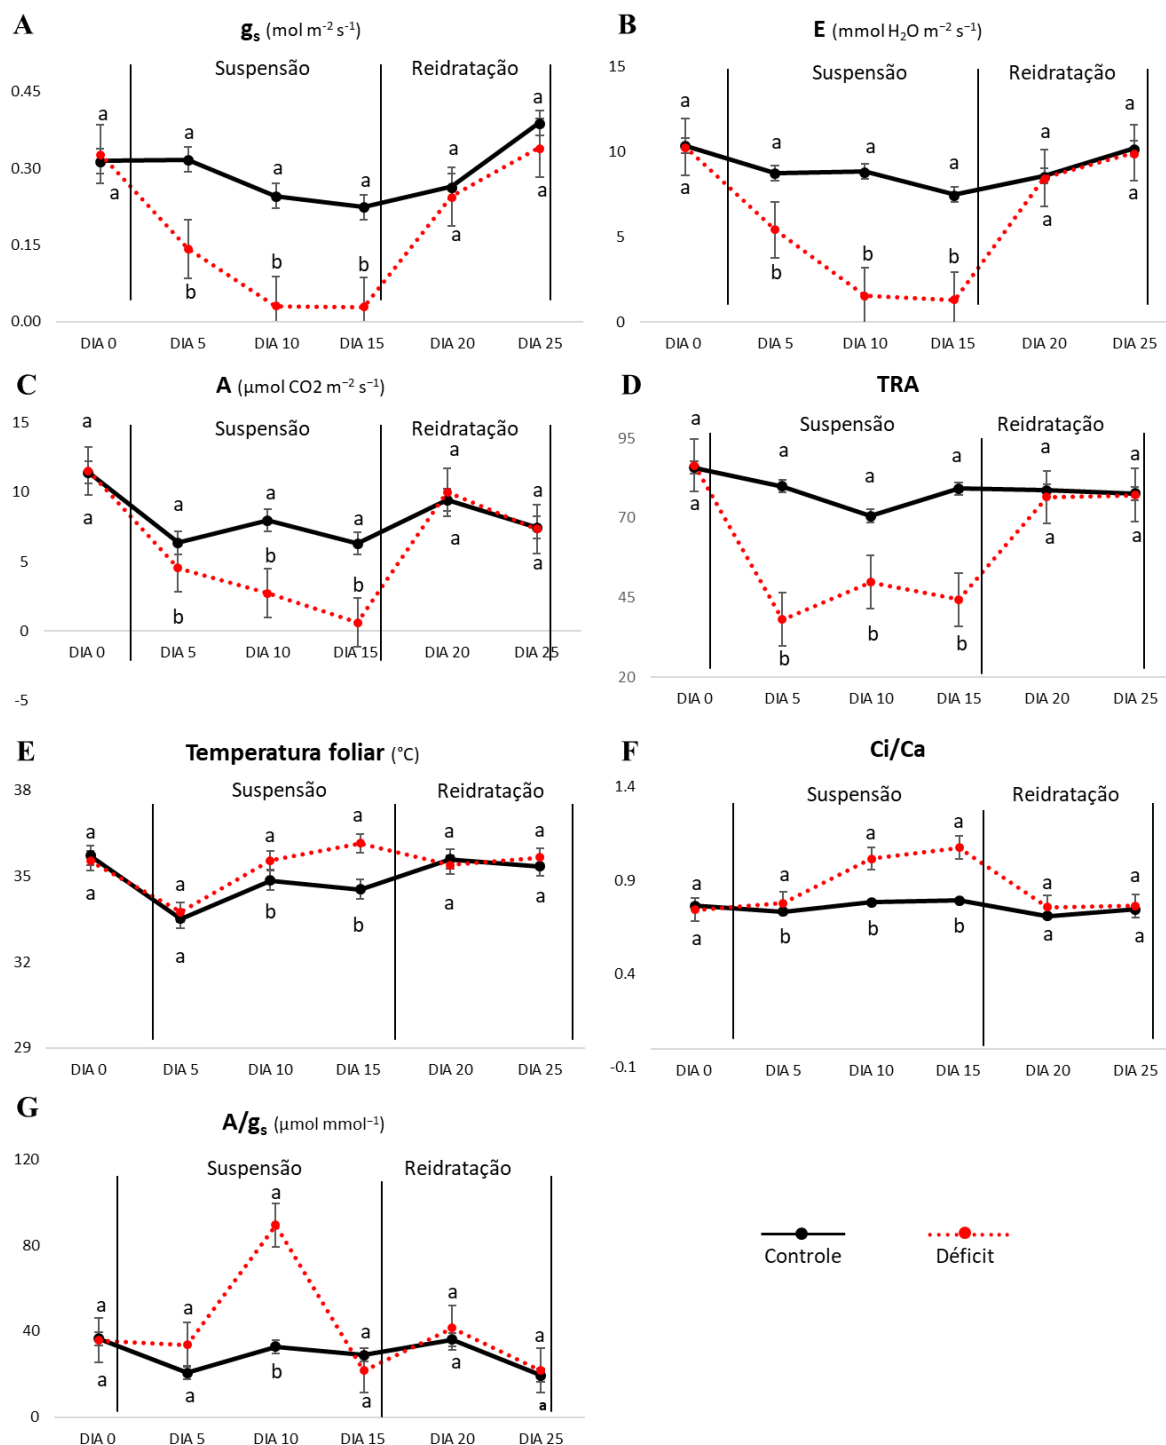 A
gₛ (mol m⁻² s⁻¹)
Suspensão Reidratação
0.45
0.30
0.15
0.00
a a a a a a
a b b b a a
DIA 0 DIA 5 DIA 10 DIA 15 DIA 20 DIA 25
B
E (mmol H₂O m⁻² s⁻¹)
Suspensão Reidratação
15
10
5
0
a a a a a a
a b b b a a
DIA 0 DIA 5 DIA 10 DIA 15 DIA 20 DIA 25
C
A (µmol CO2 m⁻² s⁻¹)
Suspensão Reidratação
15
10
5
0
-5
a a a a a a
a b b b a a
DIA 0 DIA 5 DIA 10 DIA 15 DIA 20 DIA 25
D
TRA
Suspensão Reidratação
95
70
45
20
a a a a a a
a b b b a a
DIA 0 DIA 5 DIA 10 DIA 15 DIA 20 DIA 25
E
Temperatura foliar (°C)
Suspensão Reidratação
38
35
32
29
a a a a a a
a a b b a a
DIA 0 DIA 5 DIA 10 DIA 15 DIA 20 DIA 25
F
Ci/Ca
Suspensão Reidratação
1.4
0.9
0.4
-0.1
a a a a a a
a b b b a a
DIA 0 DIA 5 DIA 10 DIA 15 DIA 20 DIA 25
G
A/gₛ (µmol mmol⁻¹)
Suspensão Reidratação
120
80
40
0
a a a a a a
a a b a a a
DIA 0 DIA 5 DIA 10 DIA 15 DIA 20 DIA 25
Controle Déficit